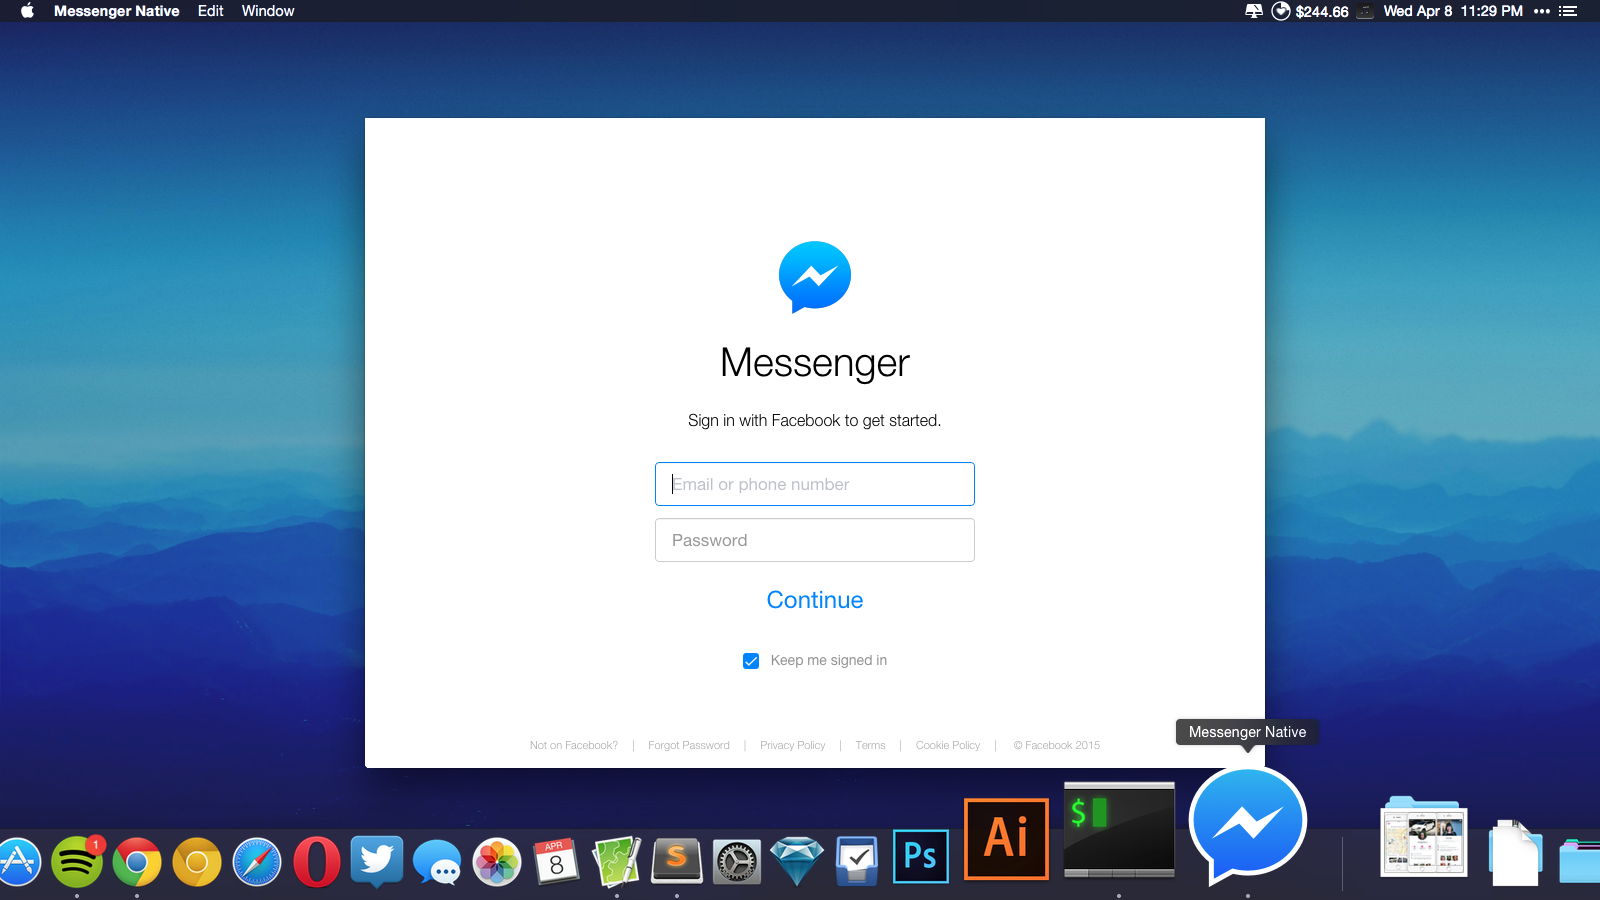 Messenger Native Edit Window $244.66 Wed Apr 8 11:29 PM
Messenger
Sign in with Facebook to get started.
Email or phone number
Password
Continue
Keep me signed in
Not on Facebook? | Forgot Password | Privacy Policy | Terms | Cookie Policy | © Facebook 2015
Messenger Native
1
APR
8
S
Ps
Ai
$